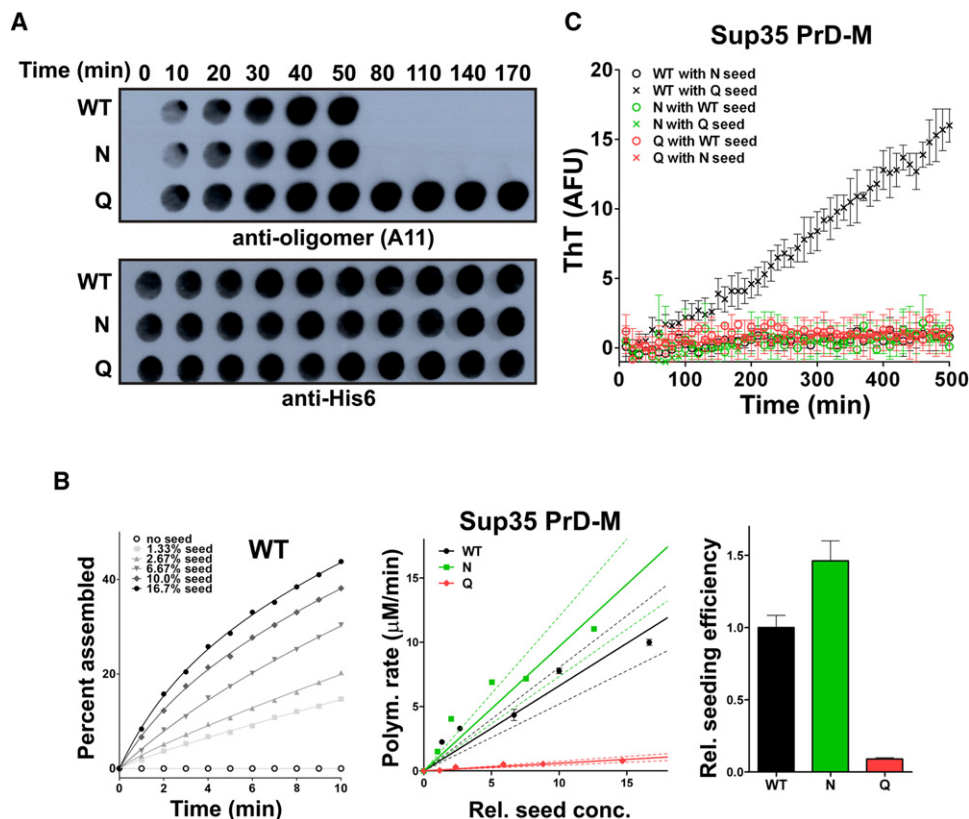 A
Time (min) 0 10 20 30 40 50 80 110 140 170
WT
N
Q
anti-oligomer (A11)
WT
N
Q
anti-His6
C
Sup35 PrD-M
WT with N seed
WT with Q seed
N with WT seed
N with Q seed
Q with WT seed
Q with N seed
ThT (AFU)
20
15
10
5
0
0 100 200 300 400 500
Time (min)
B
WT
no seed
1.33% seed
2.67% seed
6.67% seed
10.0% seed
16.7% seed
Percent assembled
40
20
0
0 2 4 6 8 10
Time (min)
Sup35 PrD-M
WT
N
Q
Polym. rate (µM/min)
15
10
5
0
0 5 10 15
Rel. seed conc.
Rel. seeding efficiency
1.5
1.0
0.5
0.0
WT N Q